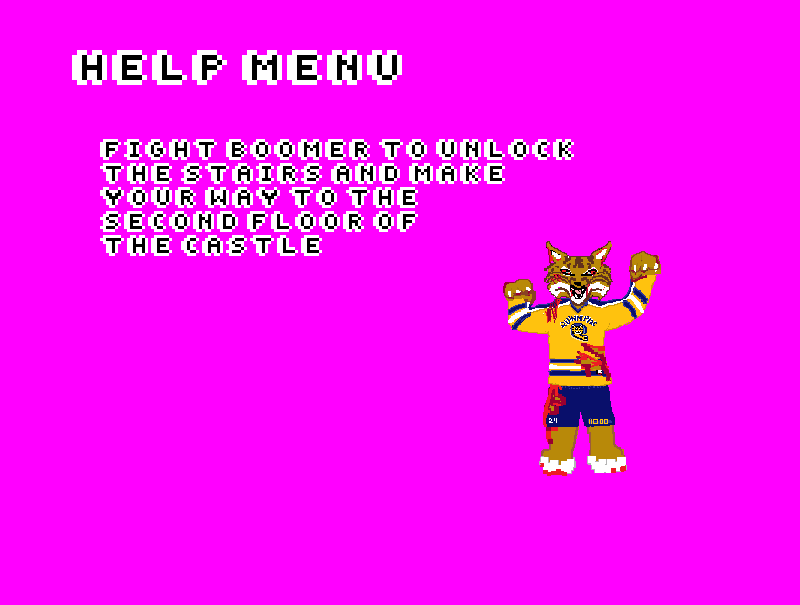 HELP MENU
FIGHT BOOMER TO UNLOCK
THE STAIRS AND MAKE
YOUR WAY TO THE
SECOND FLOOR OF
THE CASTLE